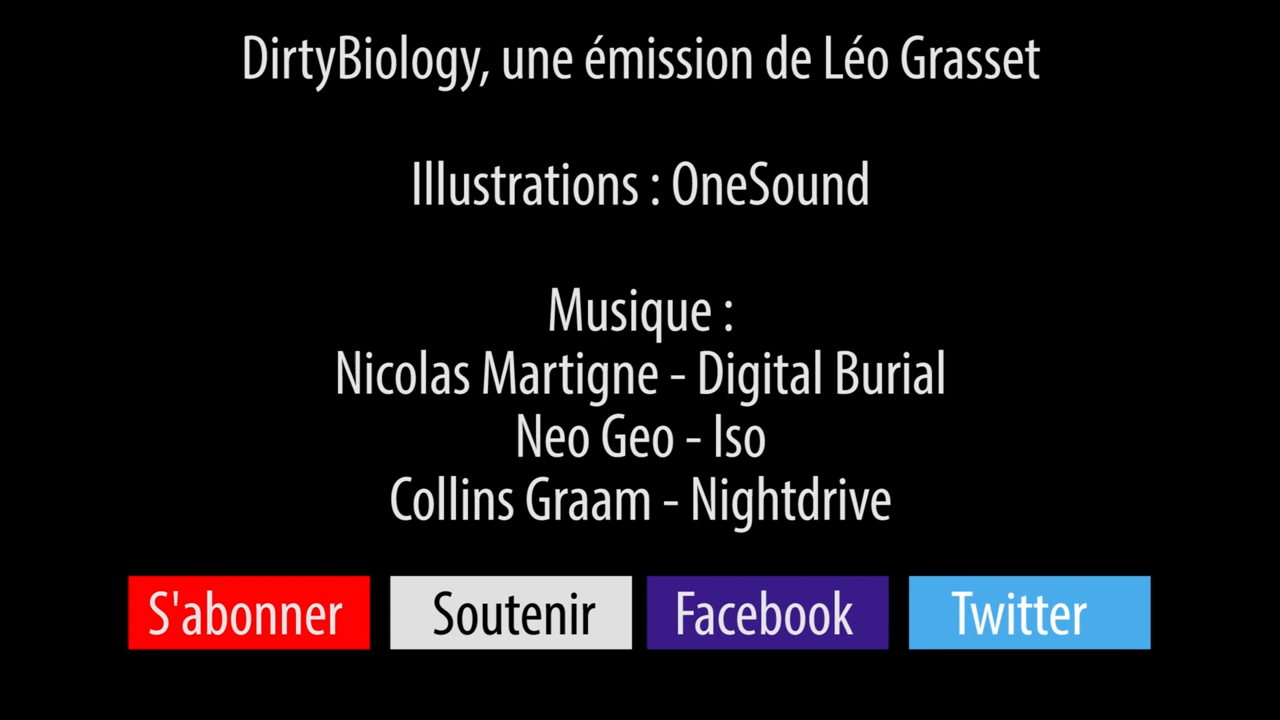 DirtyBiology, une émission de Léo Grasset
Illustrations : OneSound
Musique :
Nicolas Martigne - Digital Burial
Neo Geo - Iso
Collins Graam - Nightdrive
S'abonner
Soutenir
Facebook
Twitter